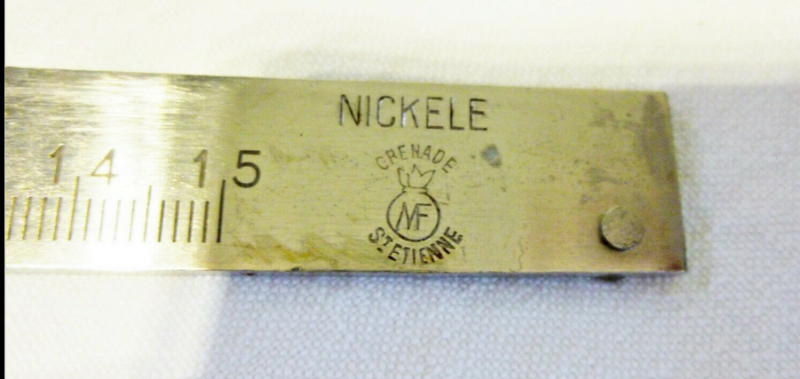 NICKELE
14 15
GRENADE
MF
ST ETIENNE